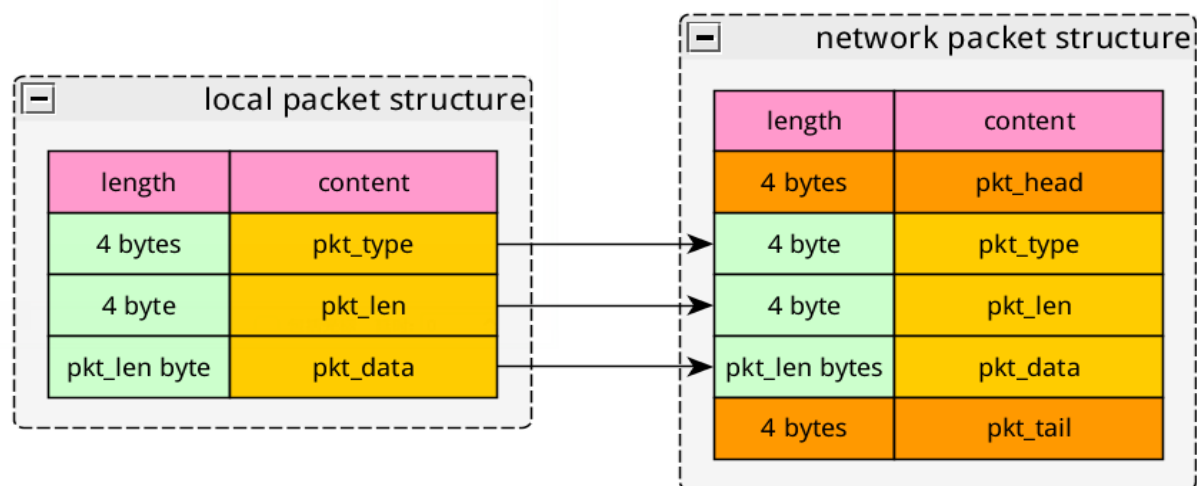 local packet structure
length content
4 bytes pkt_type
4 byte pkt_len
pkt_len byte pkt_data
network packet structure
length content
4 bytes pkt_head
4 byte pkt_type
4 byte pkt_len
pkt_len bytes pkt_data
4 bytes pkt_tail